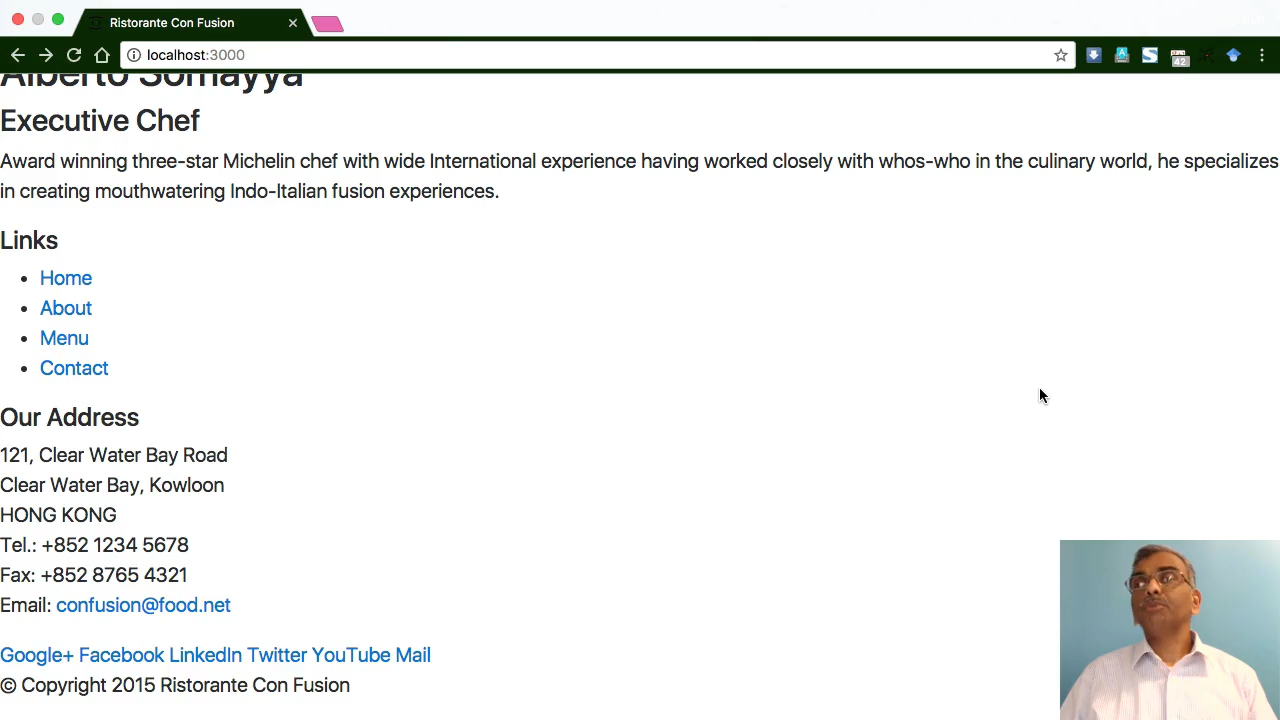 Ristorante Con Fusion
localhost:3000
42
Alberto Somayya
Executive Chef
Award winning three-star Michelin chef with wide International experience having worked closely with whos-who in the culinary world, he specializes
in creating mouthwatering Indo-Italian fusion experiences.
Links
Home
About
Menu
Contact
Our Address
121, Clear Water Bay Road
Clear Water Bay, Kowloon
HONG KONG
Tel.: +852 1234 5678
Fax: +852 8765 4321
Email: confusion@food.net
Google+ Facebook LinkedIn Twitter YouTube Mail
© Copyright 2015 Ristorante Con Fusion